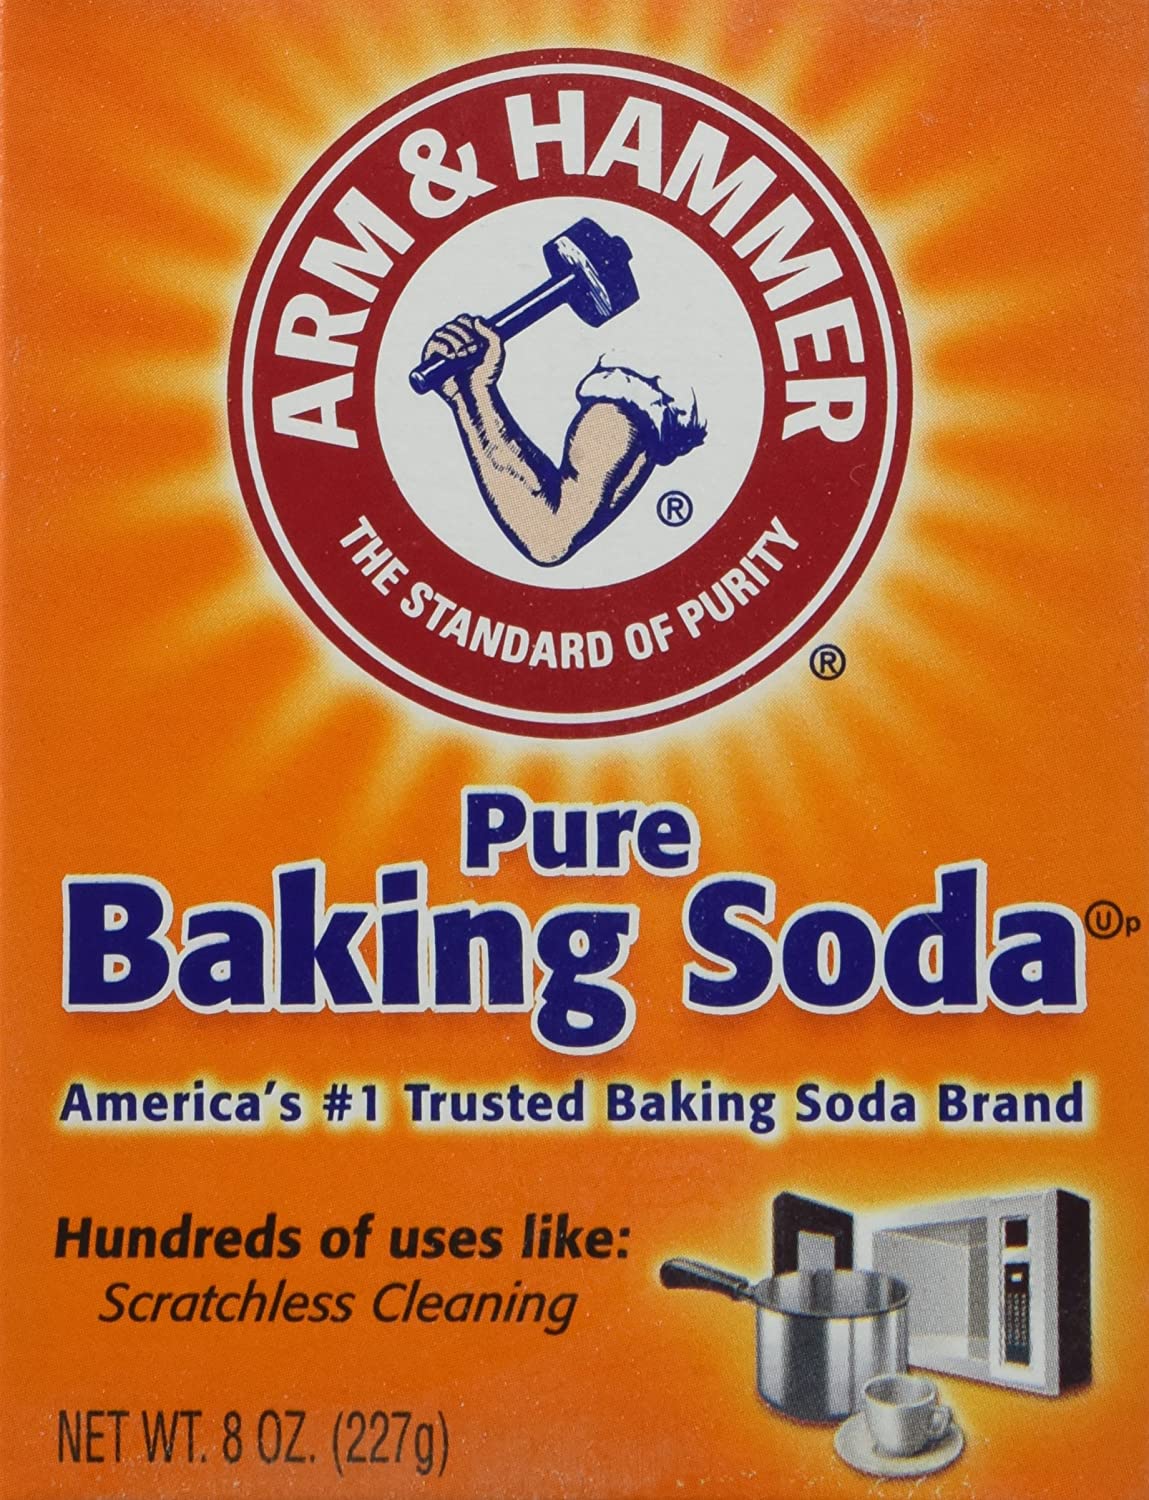 ARM & HAMMER
®
THE STANDARD OF PURITY
®
Pure
Baking Soda Ⓤp
America's #1 Trusted Baking Soda Brand
Hundreds of uses like:
Scratchless Cleaning
NET WT. 8 OZ. (227g)